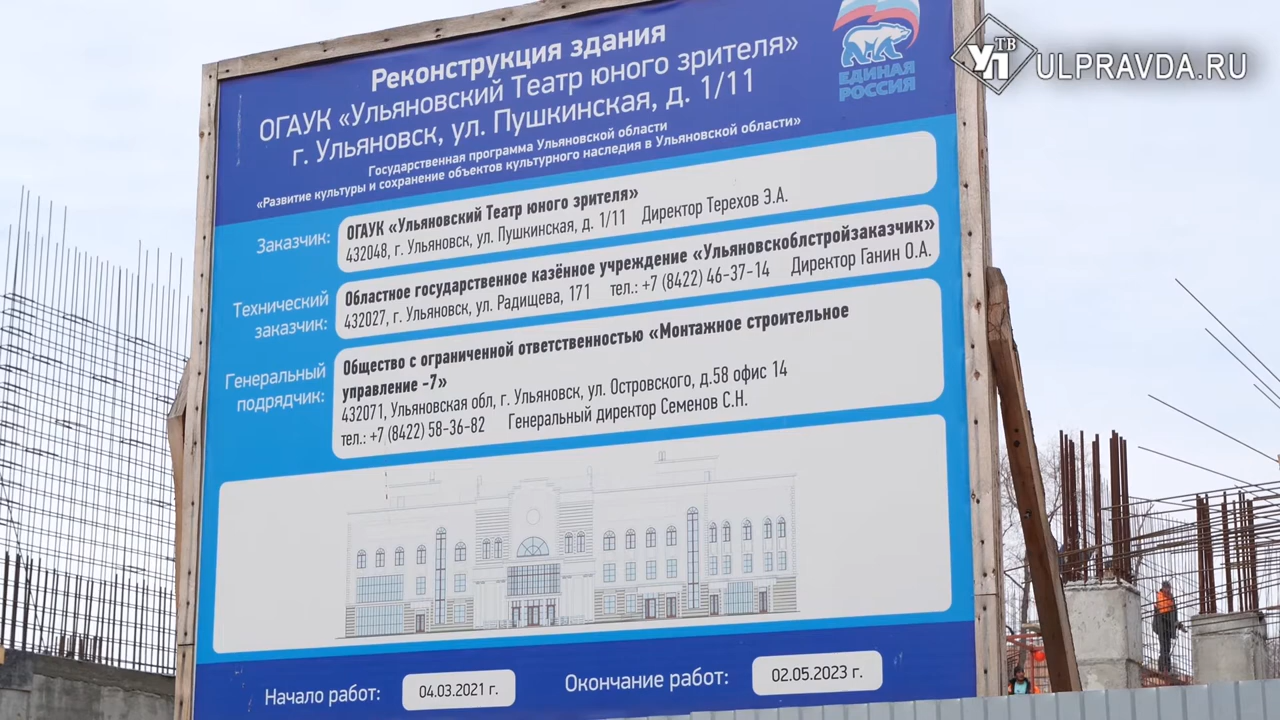 УП ТВ ULPRAVDA.RU
ЕДИНАЯ
РОССИЯ
Реконструкция здания
ОГАУК «Ульяновский Театр юного зрителя»
г. Ульяновск, ул. Пушкинская, д. 1/11
Государственная программа Ульяновской области
«Развитие культуры и сохранение объектов культурного наследия в Ульяновской области»
Заказчик:
ОГАУК «Ульяновский Театр юного зрителя»
432048, г. Ульяновск, ул. Пушкинская, д. 1/11 Директор Терехов Э.А.
Технический
заказчик:
Областное государственное казённое учреждение «Ульяновскоблстройзаказчик»
432027, г. Ульяновск, ул. Радищева, 171 тел.: +7 (8422) 46-37-14 Директор Ганин О.А.
Генеральный
подрядчик:
Общество с ограниченной ответственностью «Монтажное строительное
управление -7»
432071, Ульяновская обл, г. Ульяновск, ул. Островского, д.58 офис 14
тел.: +7 (8422) 58-36-82 Генеральный директор Семенов С.Н.
Начало работ: 04.03.2021 г. Окончание работ: 02.05.2023 г.